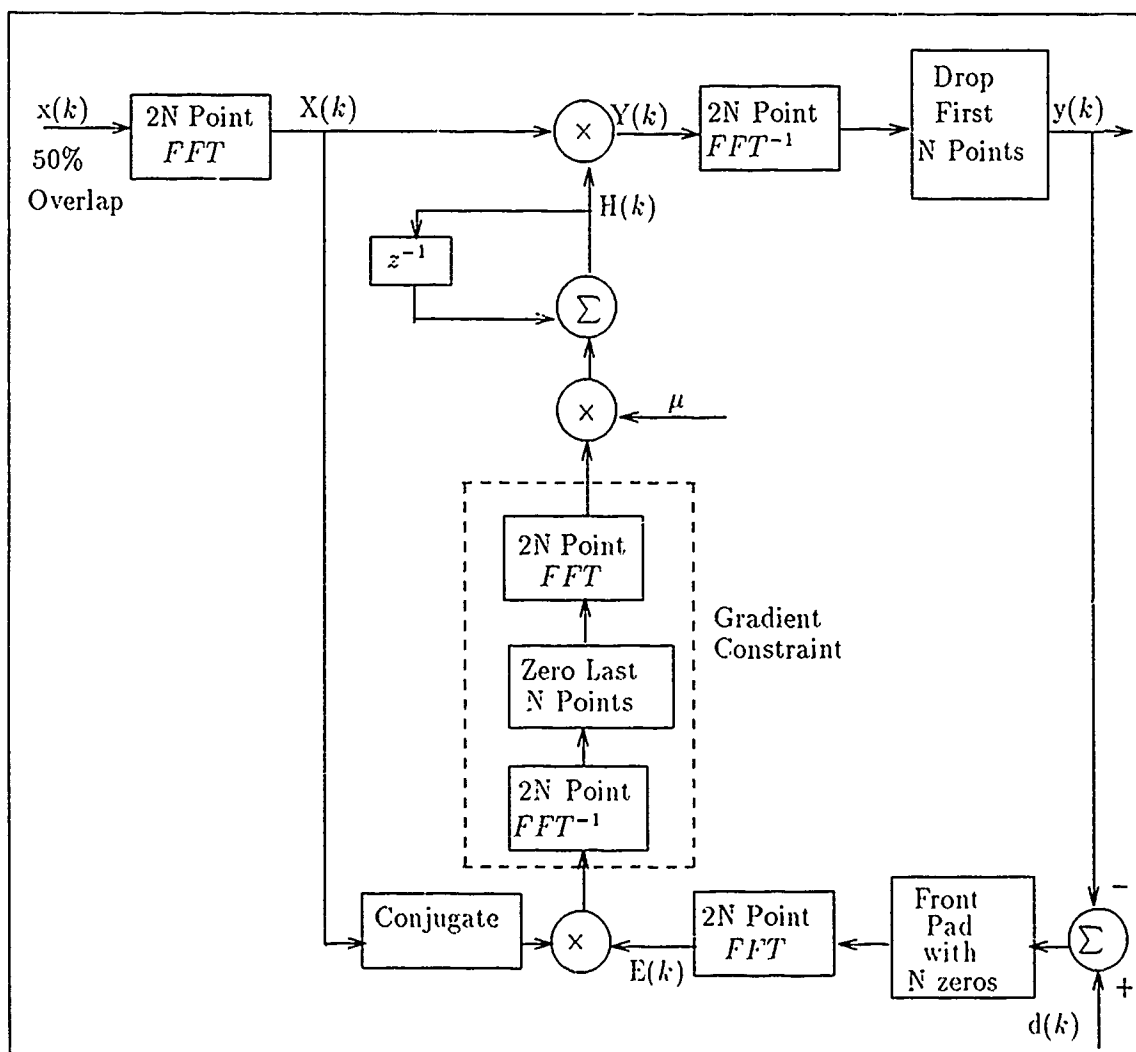 x(k)
50%
Overlap
2N Point
FFT
X(k)
×
Y(k)
2N Point
FFT⁻¹
Drop
First
N Points
y(k)
H(k)
z⁻¹
Σ
×
μ
2N Point
FFT
Zero Last
N Points
2N Point
FFT⁻¹
Gradient
Constraint
Conjugate
×
E(k)
2N Point
FFT
Front
Pad
with
N zeros
−
Σ
+
d(k)